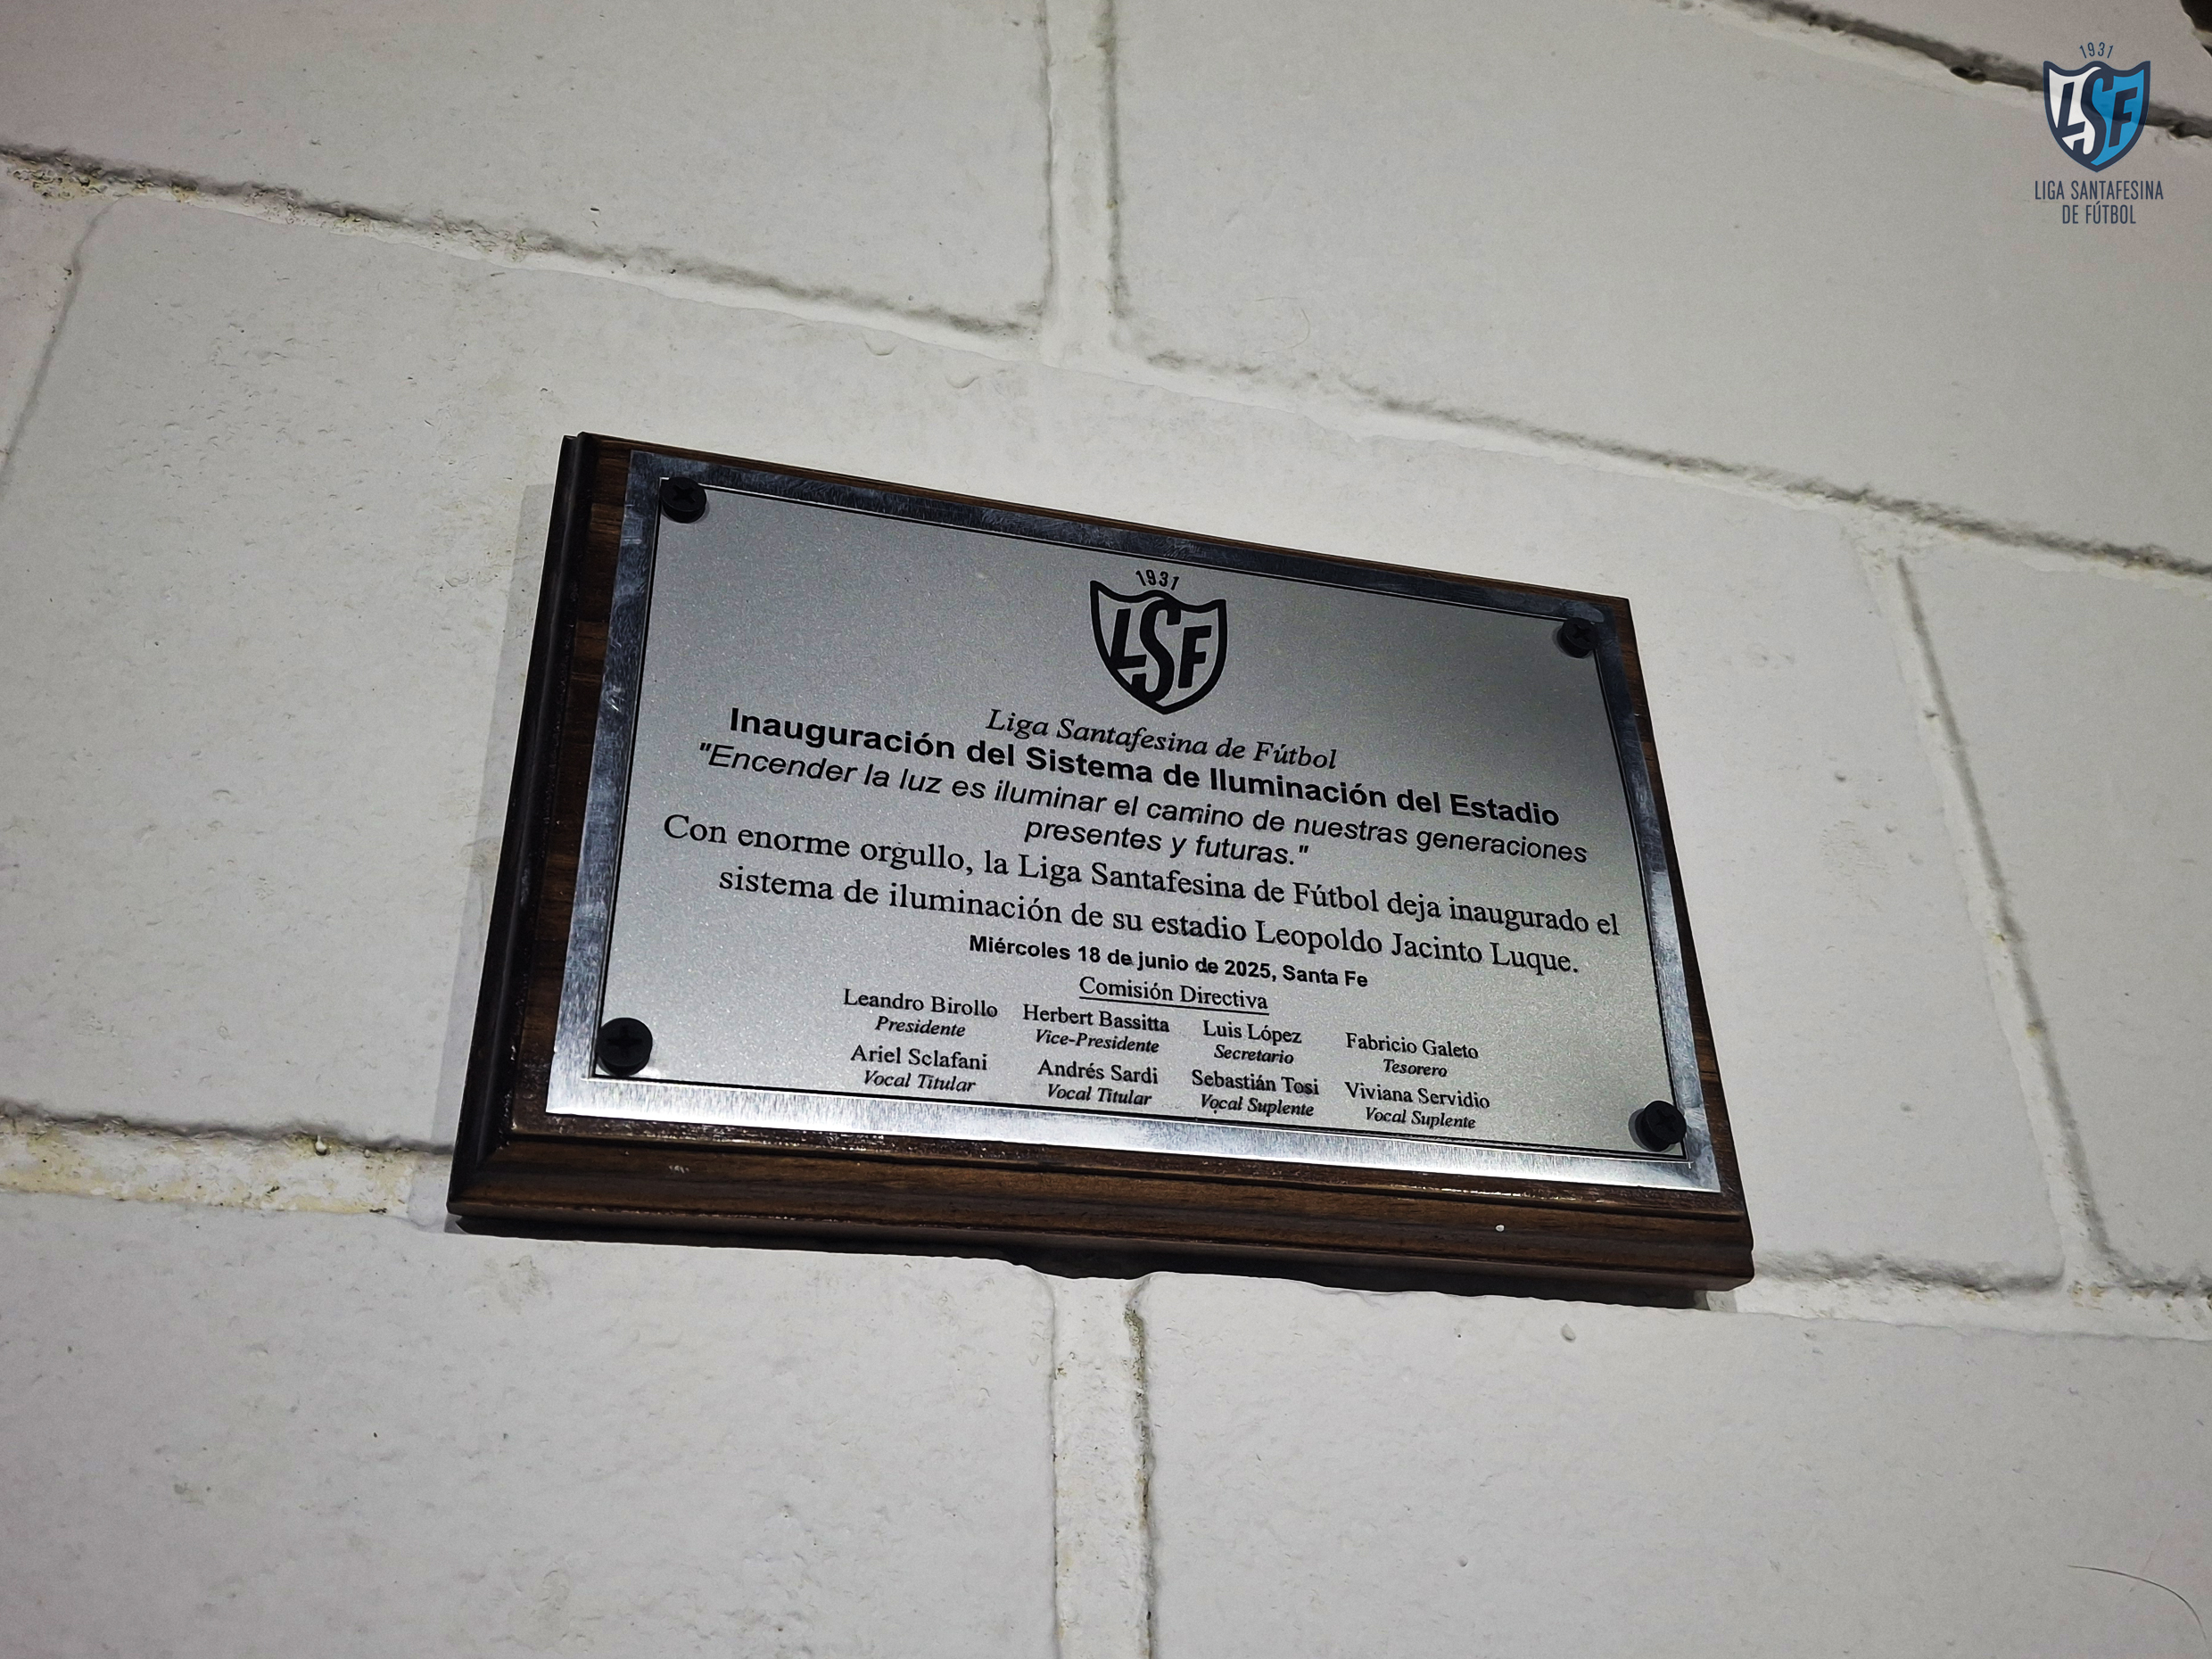 1931
LSF
LIGA SANTAFESINA
DE FÚTBOL
1931
LSF
Liga Santafesina de Fútbol
Inauguración del Sistema de Iluminación del Estadio
"Encender la luz es iluminar el camino de nuestras generaciones
presentes y futuras."
Con enorme orgullo, la Liga Santafesina de Fútbol deja inaugurado el
sistema de iluminación de su estadio Leopoldo Jacinto Luque.
Miércoles 18 de junio de 2025, Santa Fe
Comisión Directiva
Leandro Birollo Herbert Bassitta Luis López Fabricio Galeto
Presidente Vice-Presidente Secretario Tesorero
Ariel Sclafani Andrés Sardi Sebastián Tosi Viviana Servidio
Vocal Titular Vocal Titular Vocal Suplente Vocal Suplente